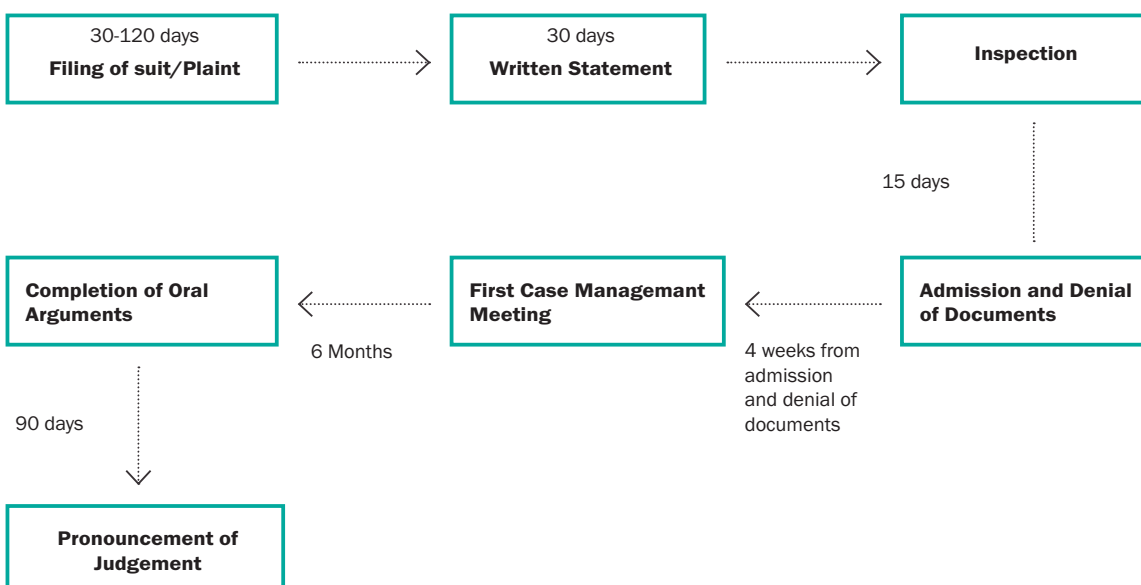 30-120 days
Filing of suit/Plaint
30 days
Written Statement
Inspection
15 days
Admission and Denial
of Documents
4 weeks from
admission
and denial of
documents
First Case Managemant
Meeting
6 Months
Completion of Oral
Arguments
90 days
Pronouncement of
Judgement